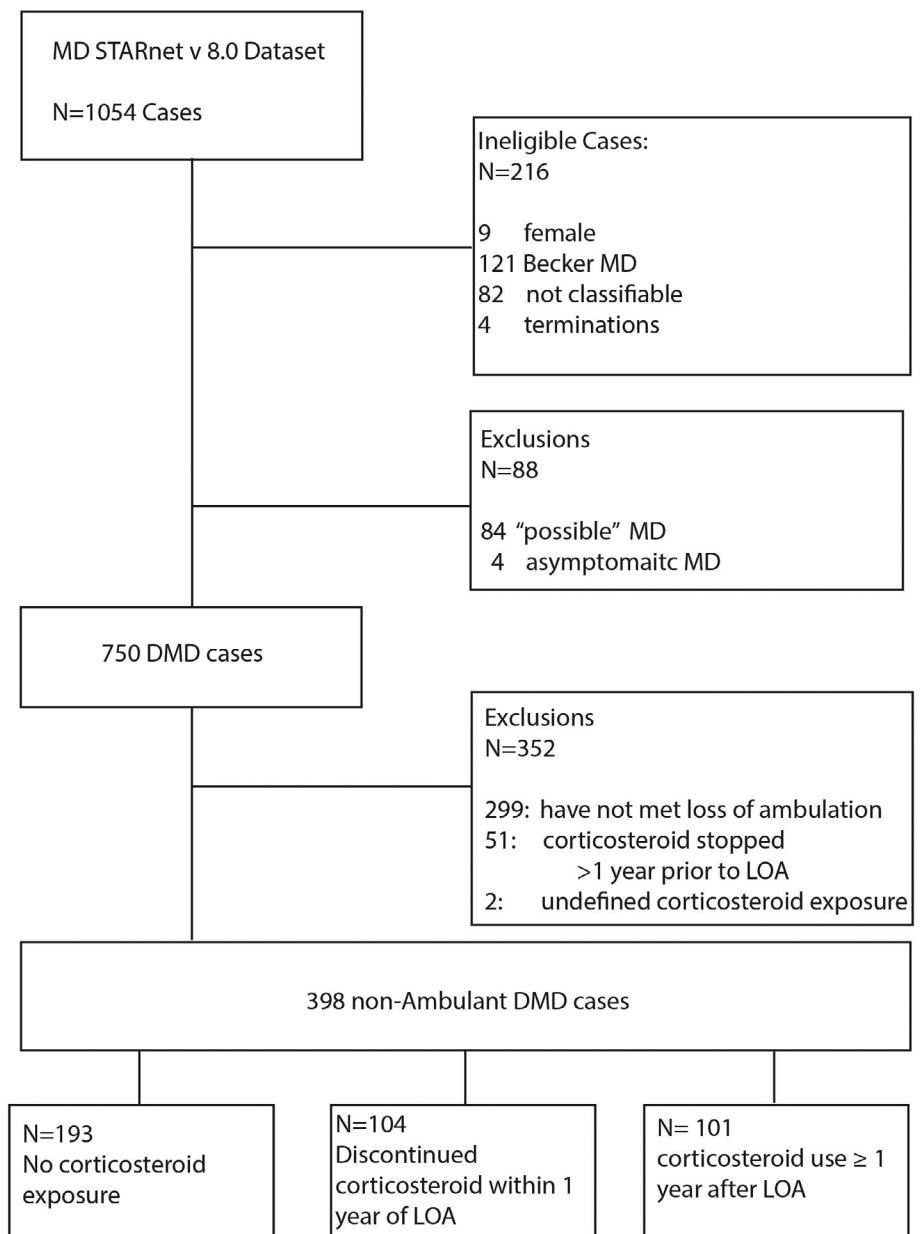 MD STARnet v 8.0 Dataset
N=1054 Cases
Ineligible Cases:
N=216
9 female
121 Becker MD
82 not classifiable
4 terminations
Exclusions
N=88
84 “possible” MD
4 asymptomaitc MD
750 DMD cases
Exclusions
N=352
299: have not met loss of ambulation
51: corticosteroid stopped
>1 year prior to LOA
2: undefined corticosteroid exposure
398 non-Ambulant DMD cases
N=193
No corticosteroid
exposure
N=104
Discontinued
corticosteroid within 1
year of LOA
N= 101
corticosteroid use ≥ 1
year after LOA